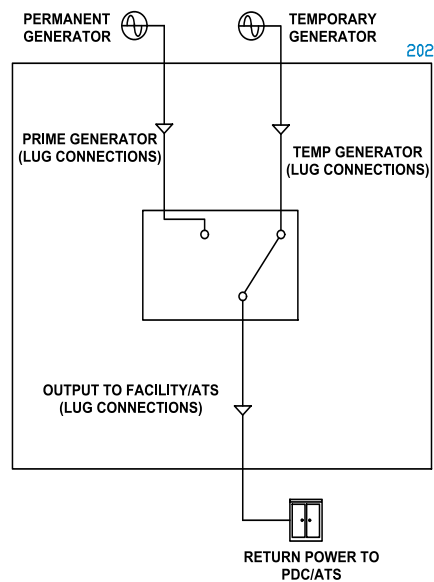 PERMANENT
GENERATOR
TEMPORARY
GENERATOR
202
PRIME GENERATOR
(LUG CONNECTIONS)
TEMP GENERATOR
(LUG CONNECTIONS)
OUTPUT TO FACILITY/ATS
(LUG CONNECTIONS)
RETURN POWER TO
PDC/ATS